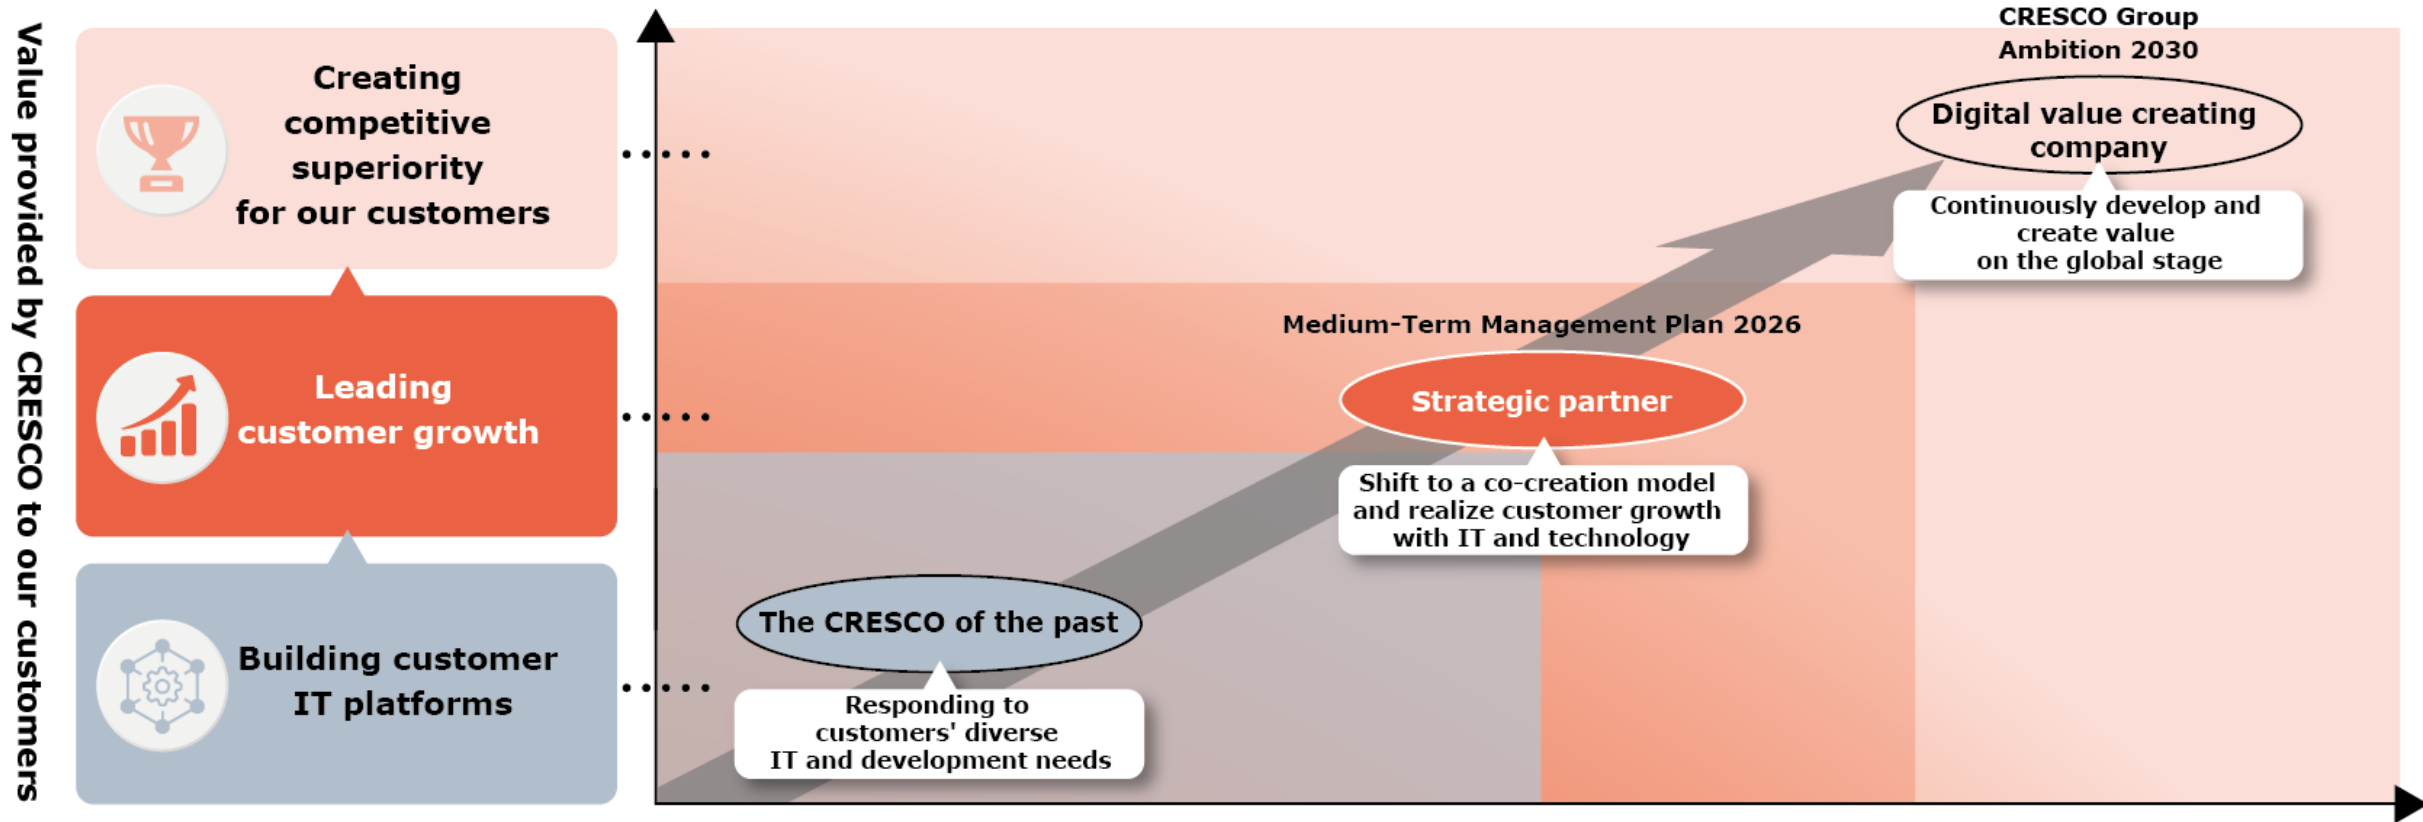 Value provided by CRESCO to our customers
Creating
competitive
superiority
for our customers
Leading
customer growth
Building customer
IT platforms
CRESCO Group
Ambition 2030
Digital value creating
company
Continuously develop and
create value
on the global stage
Medium-Term Management Plan 2026
Strategic partner
Shift to a co-creation model
and realize customer growth
with IT and technology
The CRESCO of the past
Responding to
customers' diverse
IT and development needs